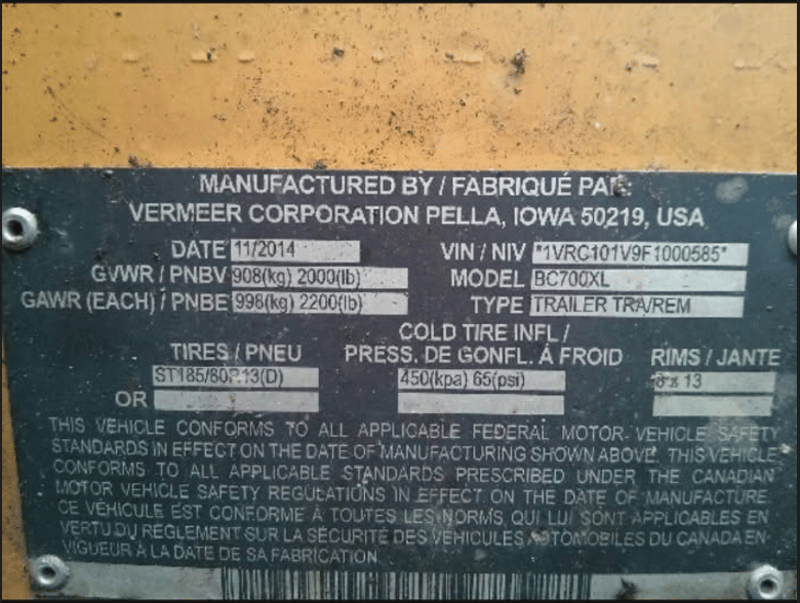 MANUFACTURED BY / FABRIQUÉ PAR:
VERMEER CORPORATION PELLA, IOWA 50219, USA
DATE 11/2014 VIN / NIV *1VRC101V9F1000585*
GVWR / PNBV 908(kg) 2000(lb) MODEL BC700XL
GAWR (EACH) / PNBE 998(kg) 2200(lb) TYPE TRAILER TRA/REM
TIRES / PNEU COLD TIRE INFL / PRESS. DE GONFL. À FROID RIMS / JANTE
ST185/80R13(D) 450(kpa) 65(psi) x 13
OR
THIS VEHICLE CONFORMS TO ALL APPLICABLE FEDERAL MOTOR VEHICLE SAFETY
STANDARDS IN EFFECT ON THE DATE OF MANUFACTURING SHOWN ABOVE. THIS VEHICLE
CONFORMS TO ALL APPLICABLE STANDARDS PRESCRIBED UNDER THE CANADIAN
MOTOR VEHICLE SAFETY REGULATIONS IN EFFECT ON THE DATE OF MANUFACTURE.
CE VÉHICULE EST CONFORME À TOUTES LES NORMS QUI LUI SONT APPLICABLES EN
VERTU DU RÉGLEMENT SUR LA SÉCURITÉ DES VÉHICULES AUTOMOBILES DU CANADA EN
VIGUEUR À LA DATE DE SA FABRICATION.